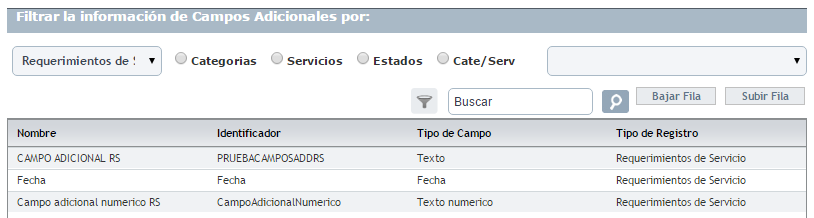 Filtrar la información de Campos Adicionales por:
Requerimientos de S Categorias Servicios Estados Cate/Serv
Buscar Bajar Fila Subir Fila
Nombre Identificador Tipo de Campo Tipo de Registro
CAMPO ADICIONAL RS PRUEBACAMPOSADDRS Texto Requerimientos de Servicio
Fecha Fecha Fecha Requerimientos de Servicio
Campo adicional numerico RS CampoAdicionalNumerico Texto numerico Requerimientos de Servicio